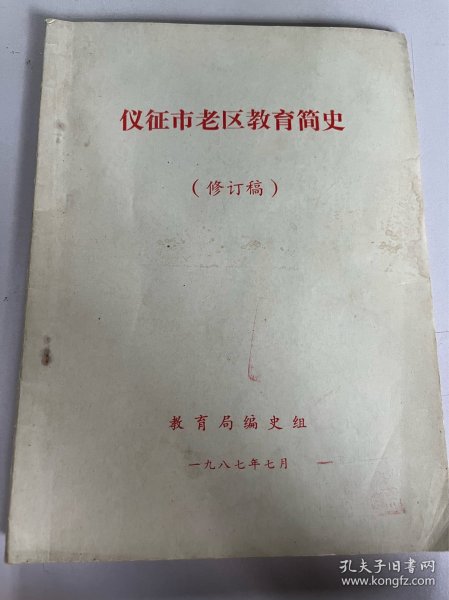 仪征市老区教育简史
（修订稿）
教育局编史组
一九八七年七月
孔夫子旧书网
www.kongfz.com